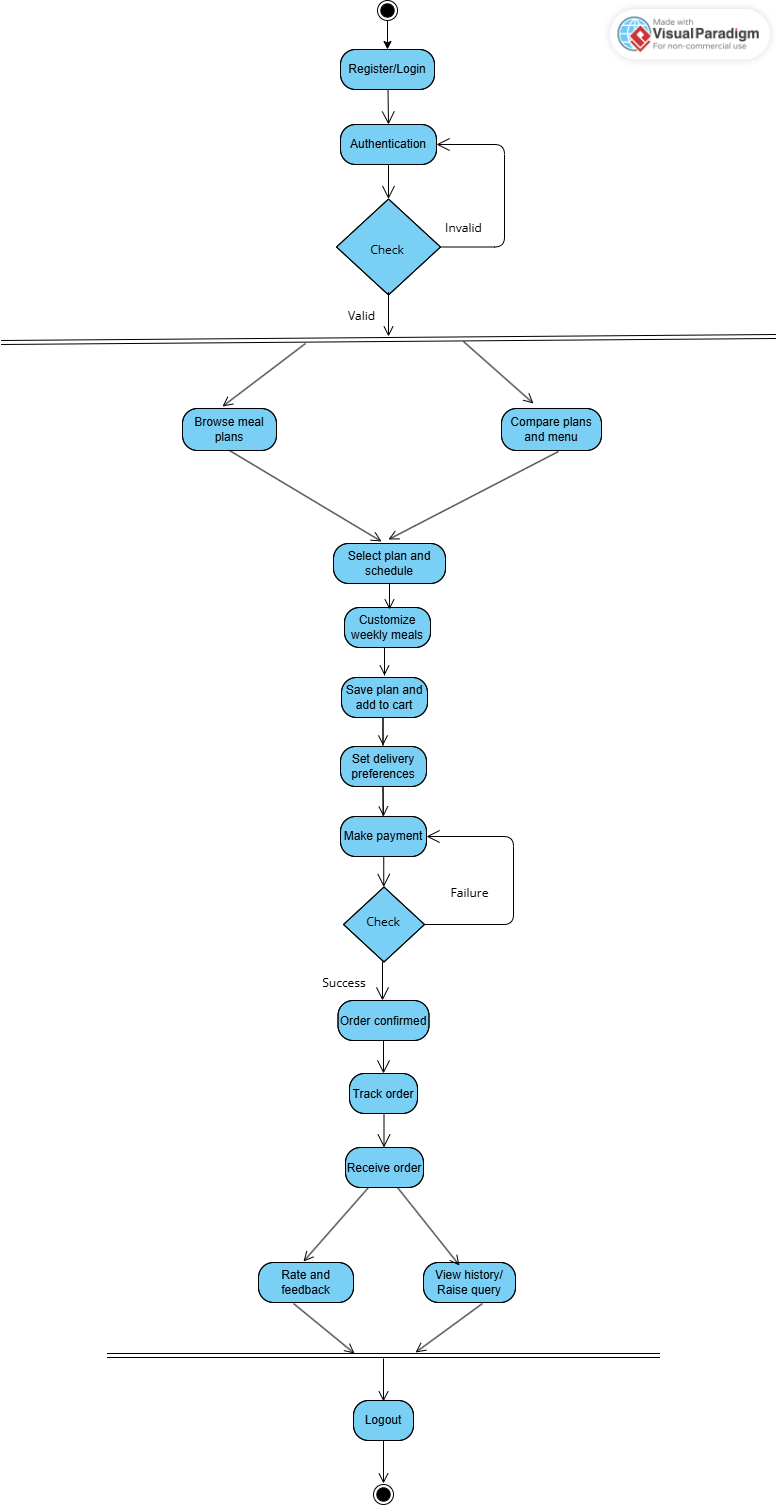 Made with
VisualParadigm
For non-commercial use
Register/Login
Authentication
Invalid
Check
Valid
Browse meal
plans
Compare plans
and menu
Select plan and
schedule
Customize
weekly meals
Save plan and
add to cart
Set delivery
preferences
Make payment
Failure
Check
Success
Order confirmed
Track order
Receive order
Rate and
feedback
View history/
Raise query
Logout